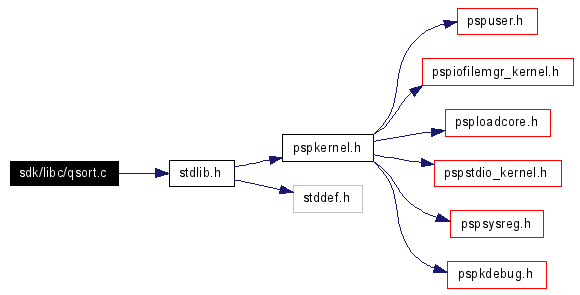 pspuser.h
pspiofilemgr_kernel.h
psploadcore.h
pspkernel.h
sdk/libc/qsort.c
stdlib.h
pspstdio_kernel.h
stddef.h
pspsysreg.h
pspkdebug.h